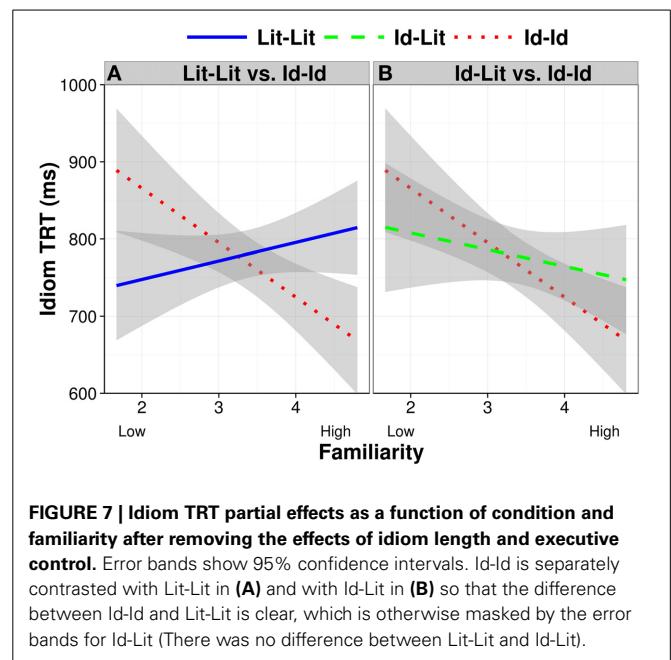 Lit-Lit Id-Lit Id-Id
A Lit-Lit vs. Id-Id B Id-Lit vs. Id-Id
1000
900
800
700
600
Idiom TRT (ms)
2 3 4 2 3 4
Low High Low High
Familiarity
FIGURE 7 | Idiom TRT partial effects as a function of condition and
familiarity after removing the effects of idiom length and executive
control. Error bands show 95% confidence intervals. Id-Id is separately
contrasted with Lit-Lit in (A) and with Id-Lit in (B) so that the difference
between Id-Id and Lit-Lit is clear, which is otherwise masked by the error
bands for Id-Lit (There was no difference between Lit-Lit and Id-Lit).